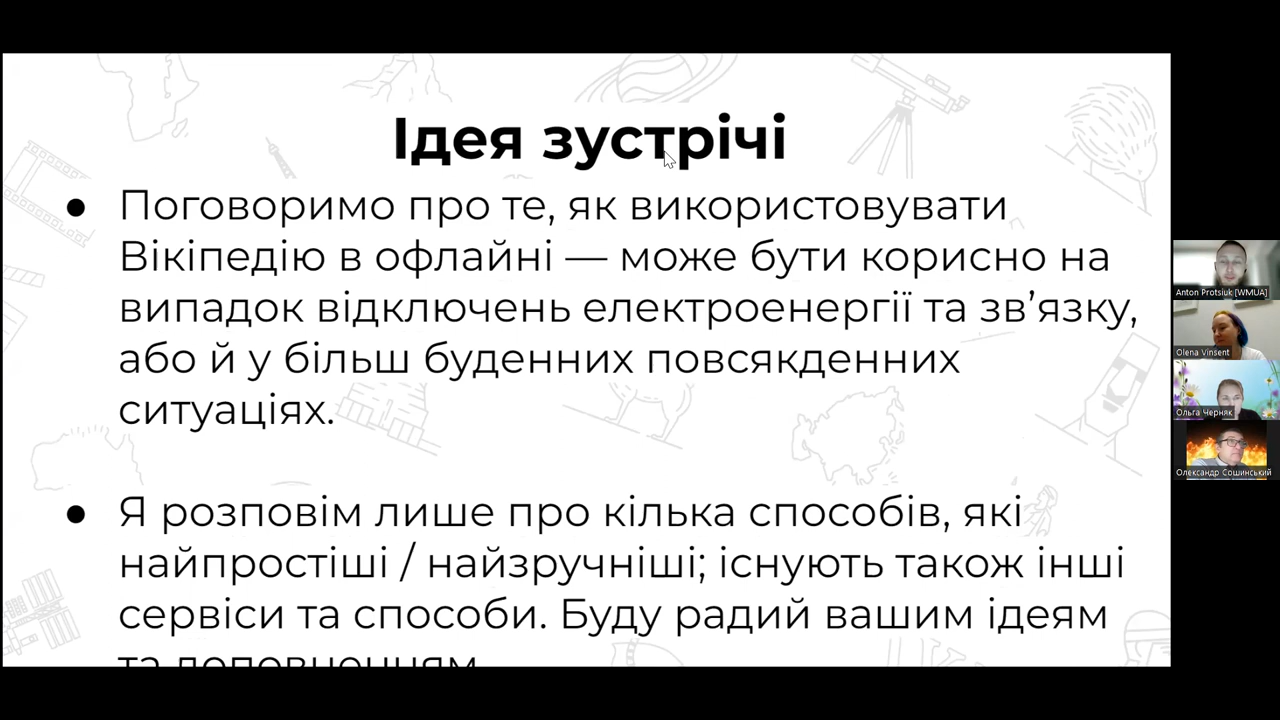 Ідея зустрічі
● Поговоримо про те, як використовувати
Вікіпедію в офлайні — може бути корисно на
випадок відключень електроенергії та зв’язку,
або й у більш буденних повсякденних
ситуаціях.
● Я розповім лише про кілька способів, які
найпростіші / найзручніші; існують також інші
сервіси та способи. Буду радий вашим ідеям
та доповненням
Anton Protsiuk [WMUA]
Olena Vinsent
Ольга Черняк
Олександр Сошинський